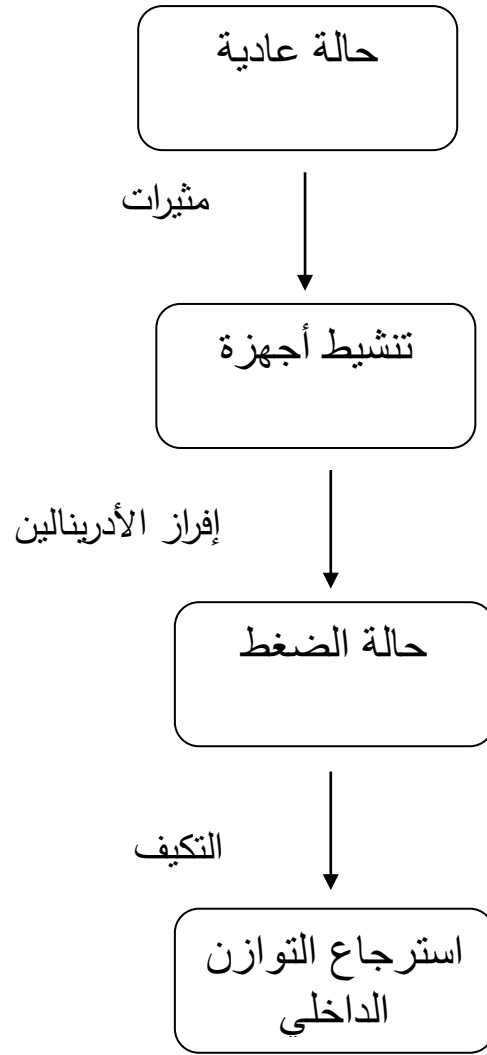 حالة عادية
مثيرات
تنشيط أجهزة
إفراز الأدرينالين
حالة الضغط
التكيف
استرجاع التوازن
الداخلي